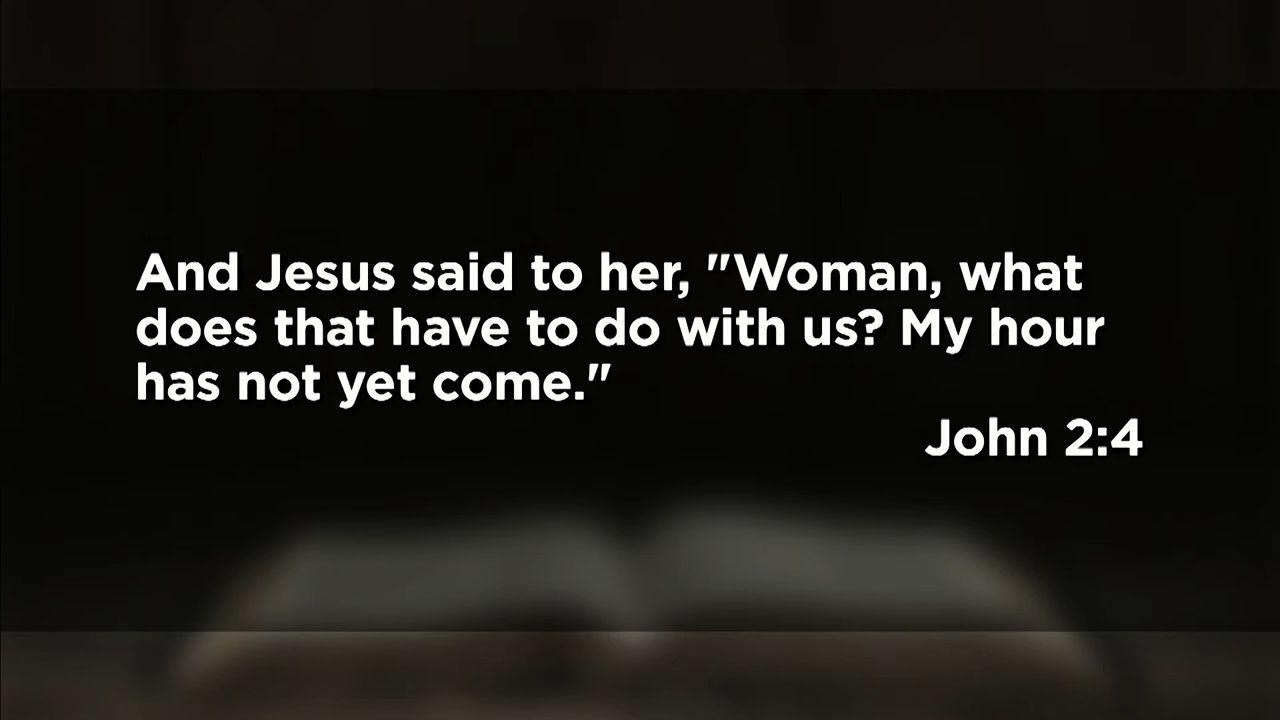 And Jesus said to her, "Woman, what
does that have to do with us? My hour
has not yet come."
John 2:4